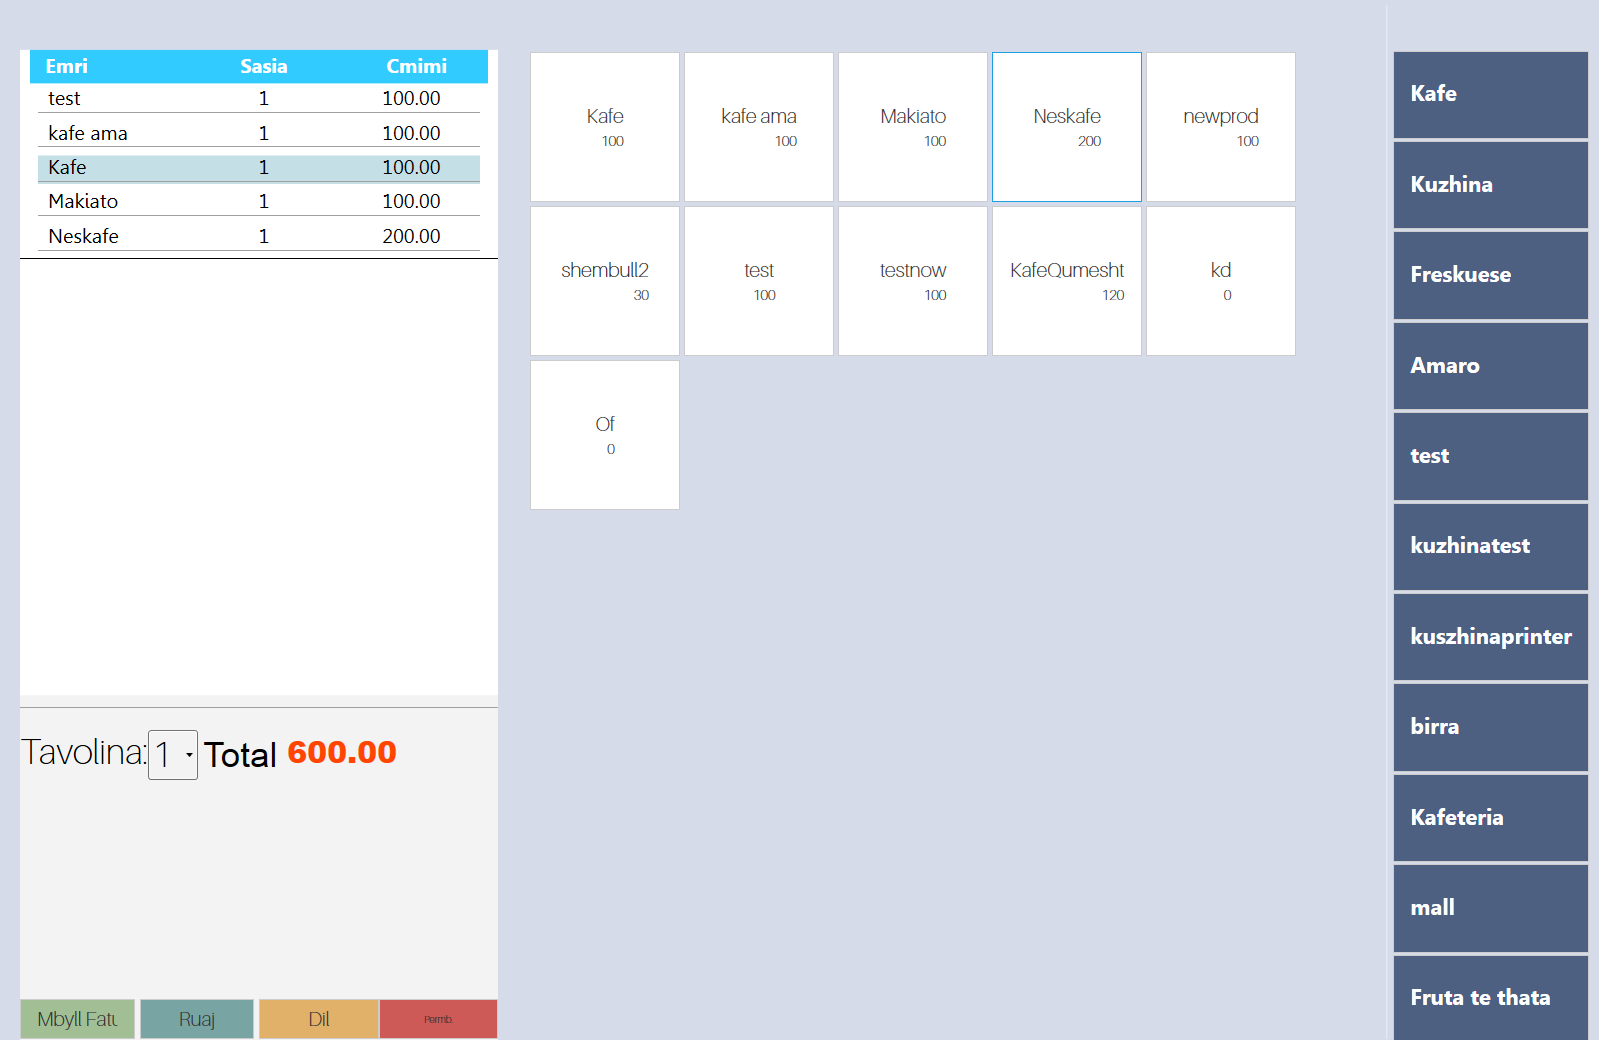 Emri Sasia Cmimi
test 1 100.00
kafe ama 1 100.00
Kafe 1 100.00
Makiato 1 100.00
Neskafe 1 200.00
Tavolina: 1 Total 600.00
Mbyll Fatu Ruaj Dil Permb.
Kafe
100
kafe ama
100
Makiato
100
Neskafe
200
newprod
100
shembull2
30
test
100
testnow
100
KafeQumesht
120
kd
0
Of
0
Kafe
Kuzhina
Freskuese
Amaro
test
kuzhinatest
kuszhinaprinter
birra
Kafeteria
mall
Fruta te thata